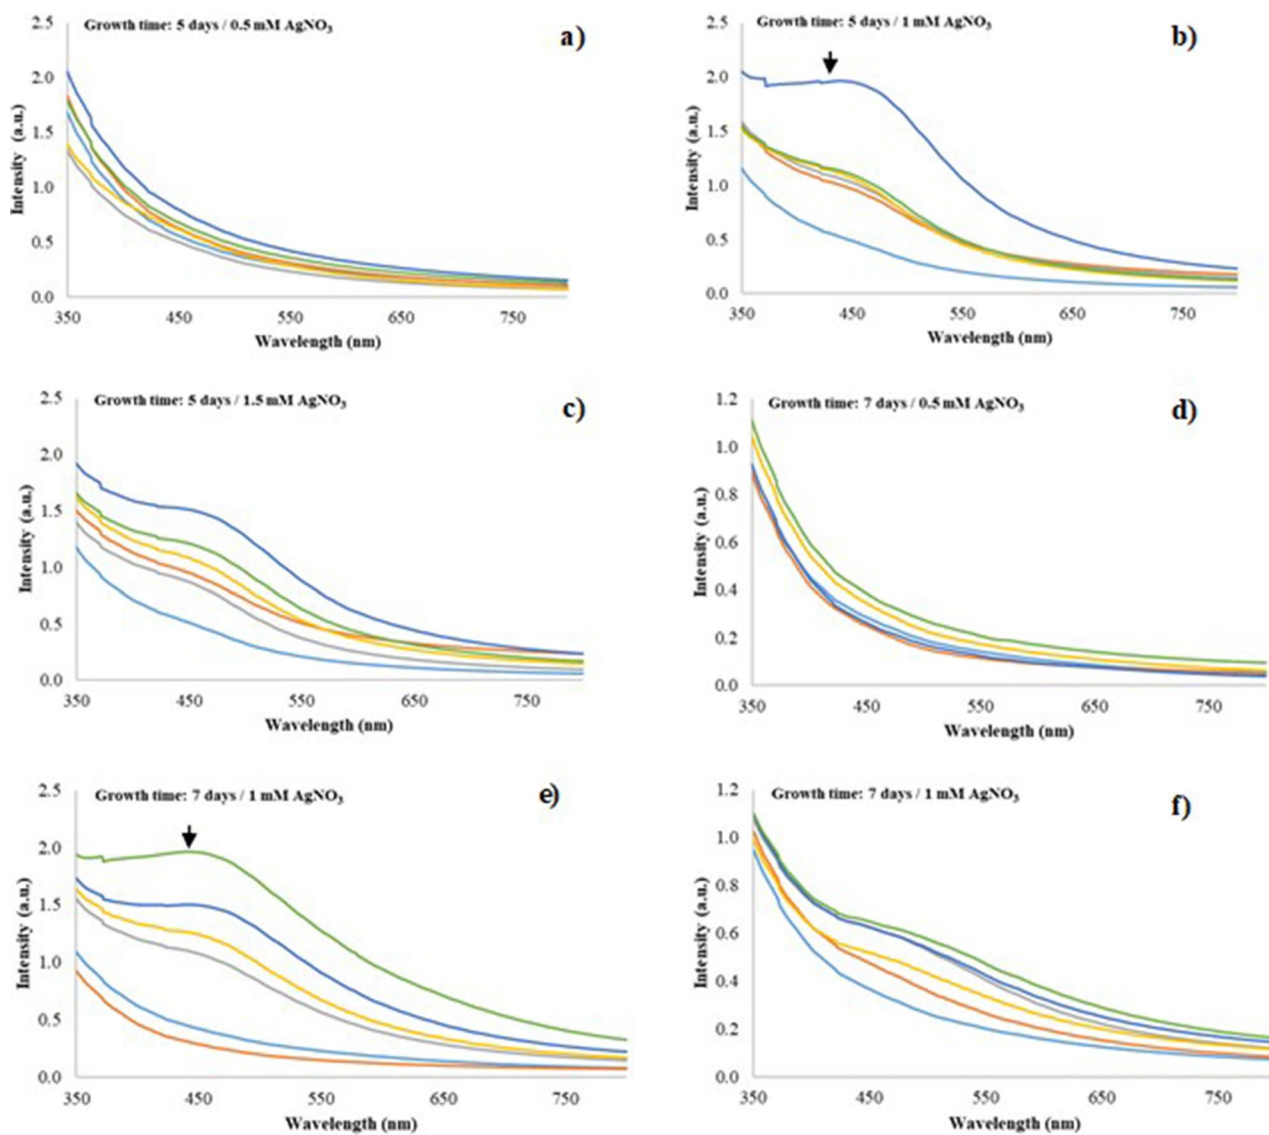 Growth time: 5 days / 0.5 mM AgNO₃
a)
2.5
2.0
1.5
1.0
0.5
0.0
Intensity (a.u.)
350 450 550 650 750
Wavelength (nm)
Growth time: 5 days / 1 mM AgNO₃
b)
2.5
2.0
1.5
1.0
0.5
0.0
Intensity (a.u.)
350 450 550 650 750
Wavelength (nm)
Growth time: 5 days / 1.5 mM AgNO₃
c)
2.5
2.0
1.5
1.0
0.5
0.0
Intensity (a.u.)
350 450 550 650 750
Wavelength (nm)
Growth time: 7 days / 0.5 mM AgNO₃
d)
1.2
1.0
0.8
0.6
0.4
0.2
0.0
Intensity (a.u.)
350 450 550 650 750
Wavelength (nm)
Growth time: 7 days / 1 mM AgNO₃
e)
2.5
2.0
1.5
1.0
0.5
0.0
Intensity (a.u.)
350 450 550 650 750
Wavelength (nm)
Growth time: 7 days / 1 mM AgNO₃
f)
1.2
1.0
0.8
0.6
0.4
0.2
0.0
Intensity (a.u.)
350 450 550 650 750
Wavelength (nm)